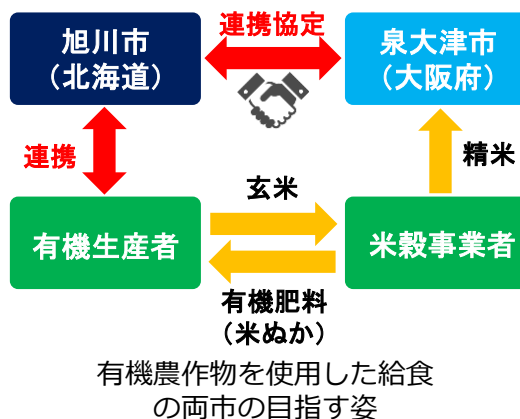 旭川市
（北海道）
連携協定
泉大津市
（大阪府）
連携
精米
玄米
有機生産者
米穀事業者
有機肥料
（米ぬか）
有機農作物を使用した給食
の両市の目指す姿